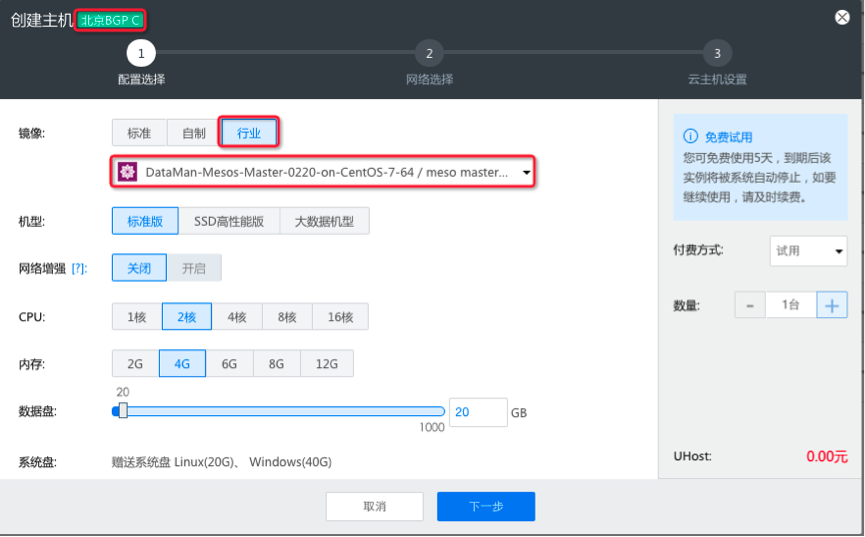 创建主机 北京BGP C
1 2 3
配置选择 网络选择 云主机设置
镜像: 标准 自制 行业
DataMan-Mesos-Master-0220-on-CentOS-7-64 / meso master...
机型: 标准版 SSD高性能版 大数据机型
网络增强 [?]: 关闭 开启
CPU: 1核 2核 4核 8核 16核
内存: 2G 4G 6G 8G 12G
20
数据盘: 20 GB
1000
系统盘: 赠送系统盘 Linux(20G)、 Windows(40G)
免费试用
您可免费使用5天，到期后该
实例将被系统自动停止，如要
继续使用，请及时续费。
付费方式: 试用
数量: - 1台 +
UHost: 0.00元
取消 下一步